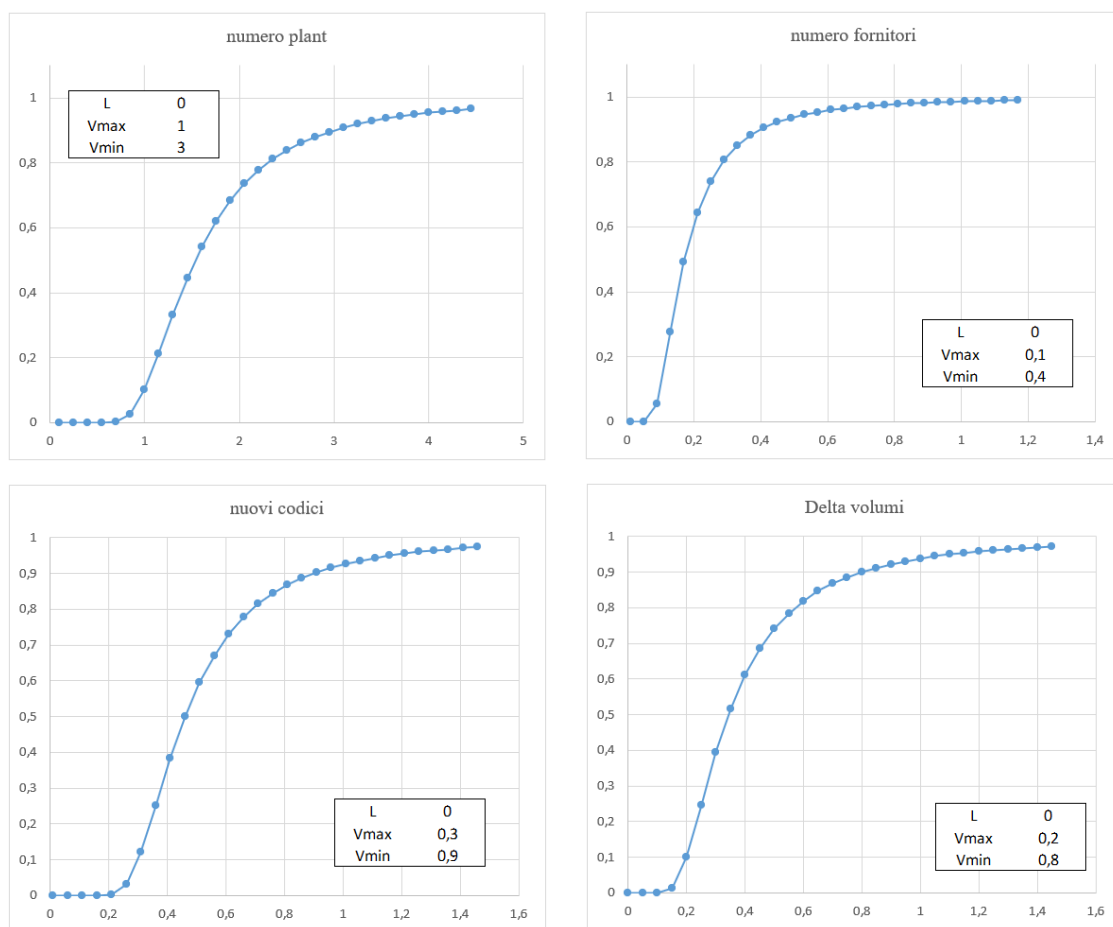 numero plant
1
0,8
0,6
0,4
0,2
0
0 1 2 3 4 5
L 0
Vmax 1
Vmin 3
numero fornitori
1
0,8
0,6
0,4
0,2
0
0 0,2 0,4 0,6 0,8 1 1,2 1,4
L 0
Vmax 0,1
Vmin 0,4
nuovi codici
1
0,9
0,8
0,7
0,6
0,5
0,4
0,3
0,2
0,1
0
0 0,2 0,4 0,6 0,8 1 1,2 1,4 1,6
L 0
Vmax 0,3
Vmin 0,9
Delta volumi
1
0,9
0,8
0,7
0,6
0,5
0,4
0,3
0,2
0,1
0
0 0,2 0,4 0,6 0,8 1 1,2 1,4 1,6
L 0
Vmax 0,2
Vmin 0,8